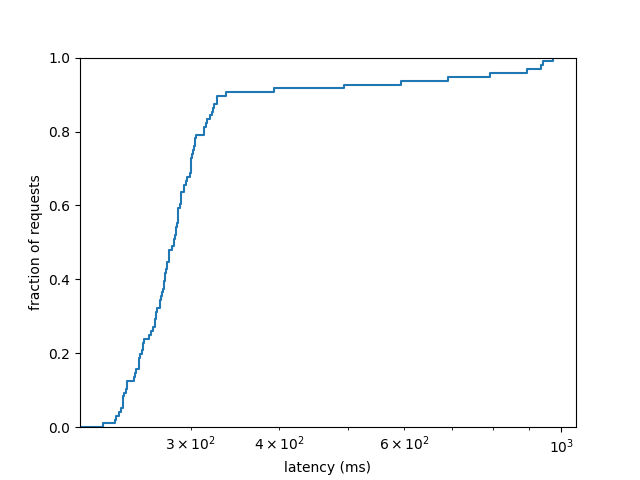 1.0
0.8
0.6
0.4
0.2
0.0
fraction of requests
3 × 10² 4 × 10² 6 × 10² 10³
latency (ms)